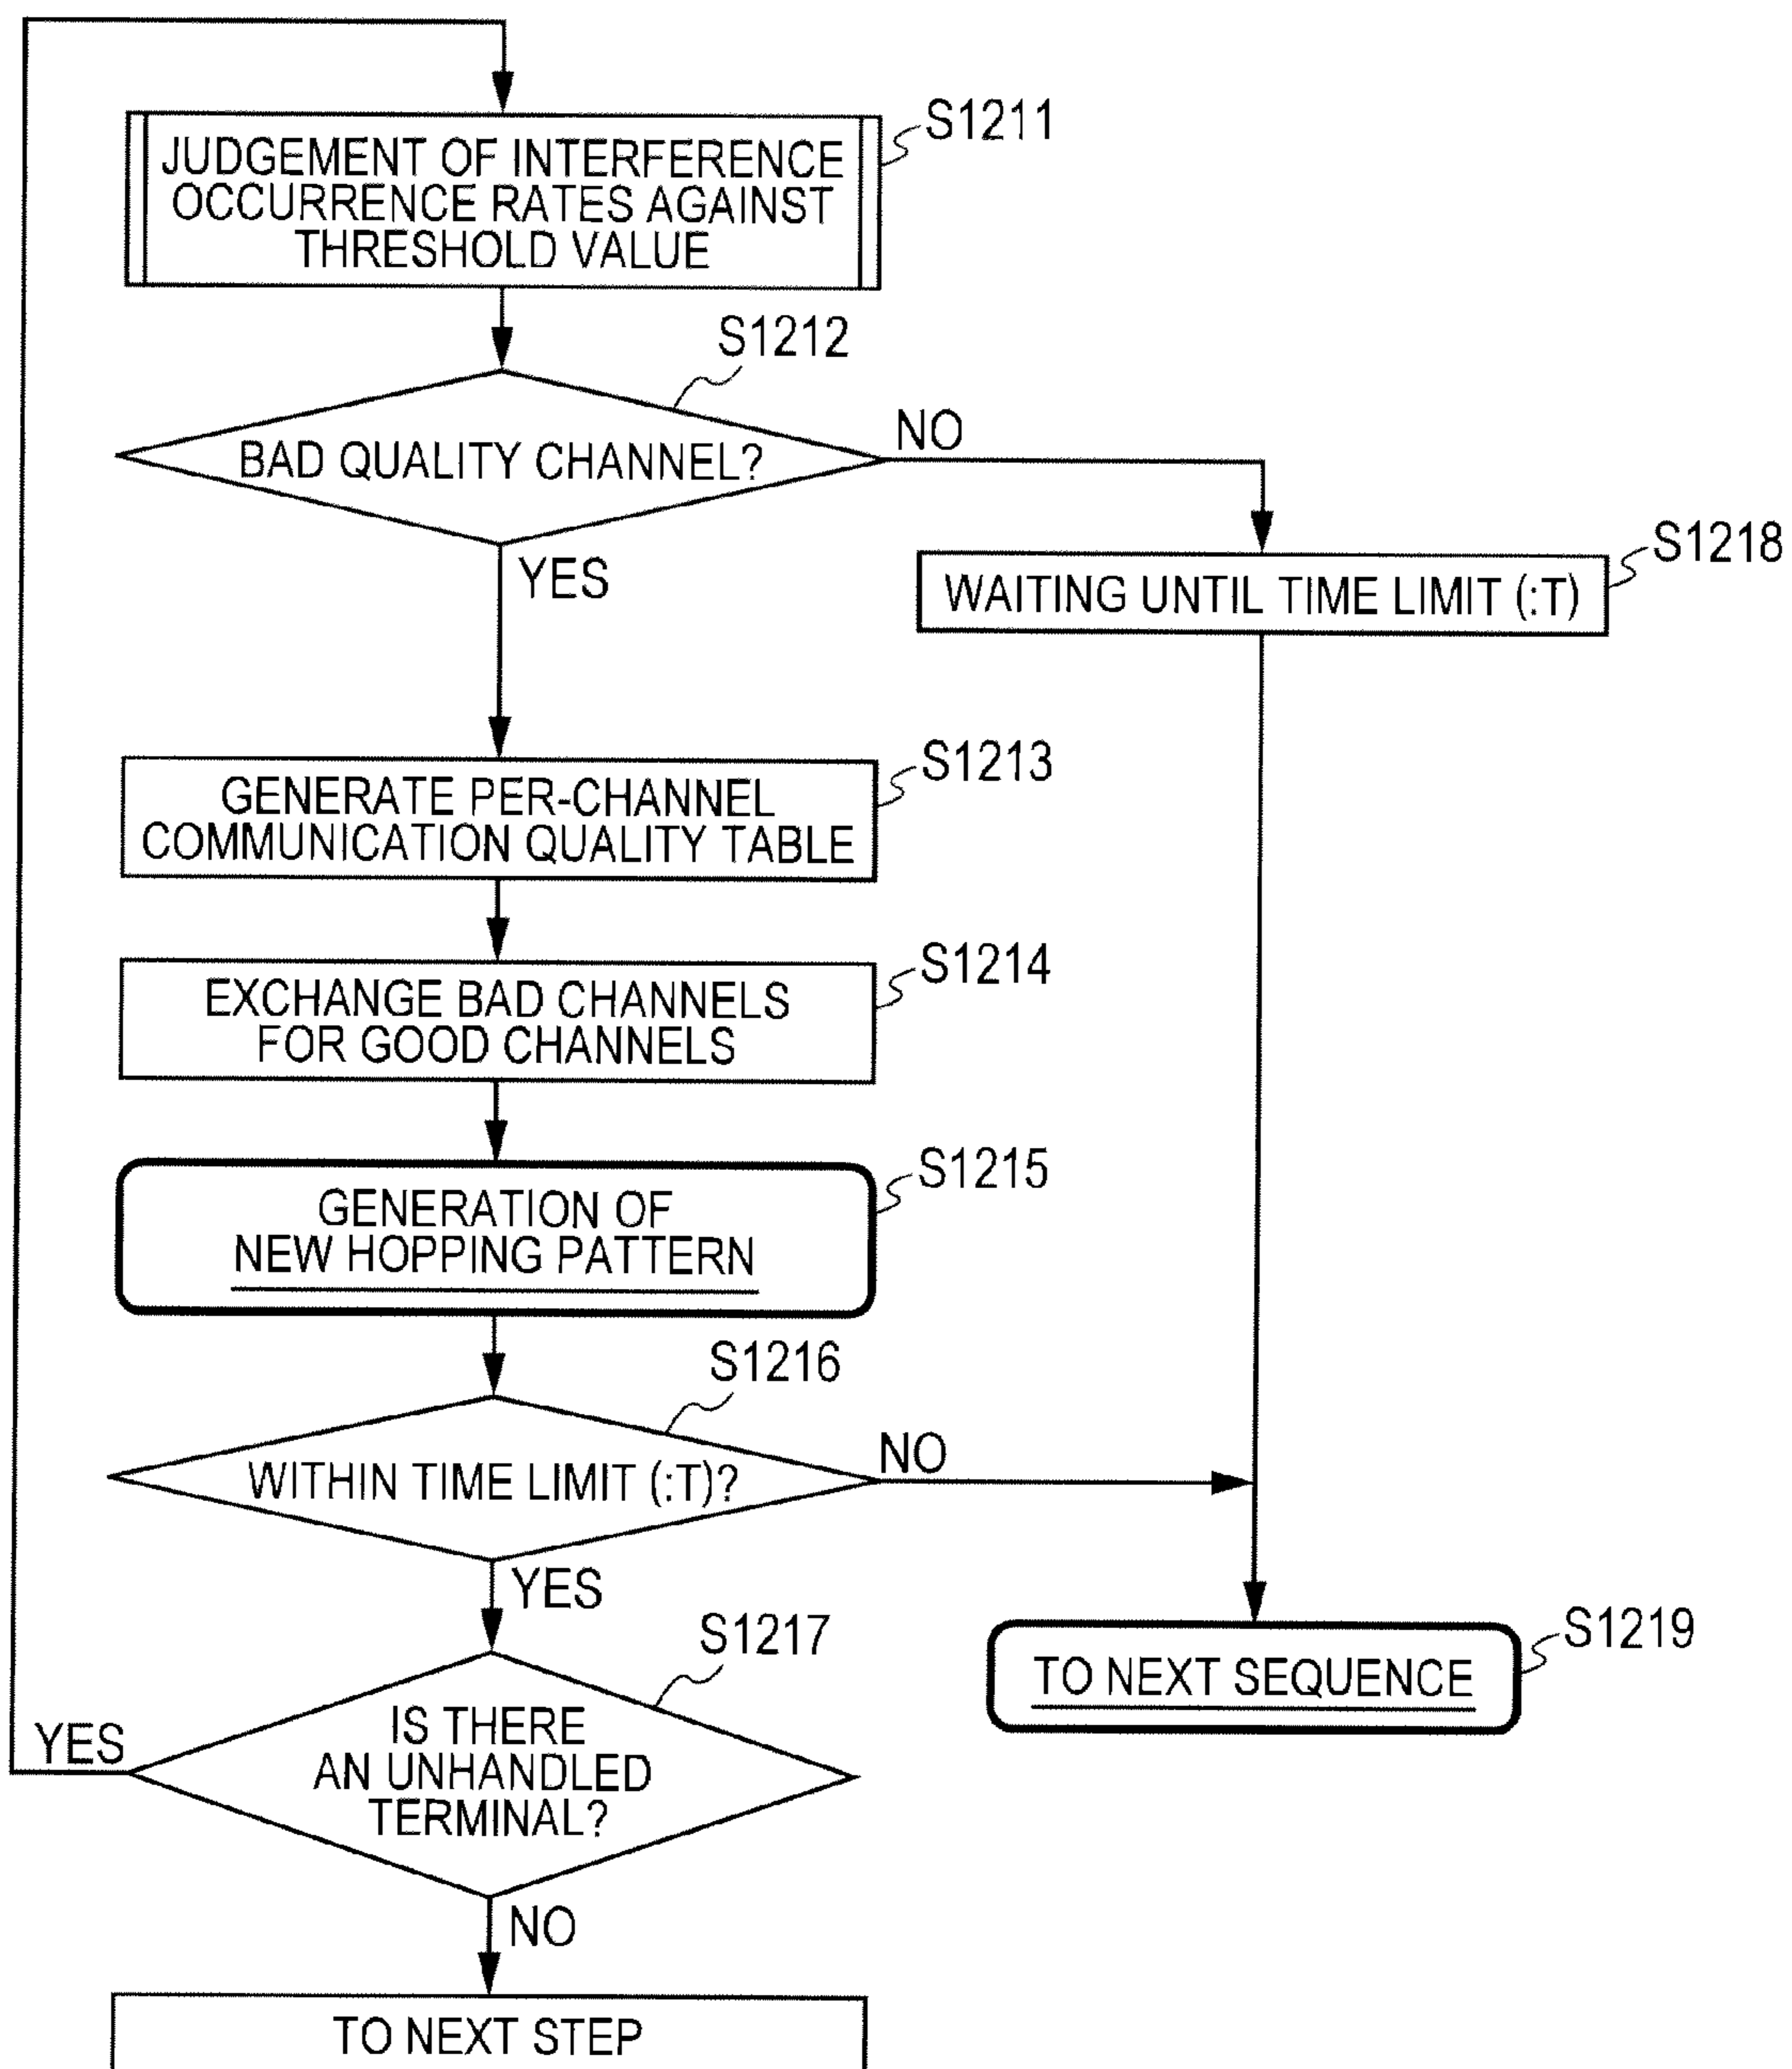 JUDGEMENT OF INTERFERENCE
OCCURRENCE RATES AGAINST
THRESHOLD VALUE
S1211
S1212
BAD QUALITY CHANNEL?
NO
YES
S1218
WAITING UNTIL TIME LIMIT (:T)
S1213
GENERATE PER-CHANNEL
COMMUNICATION QUALITY TABLE
S1214
EXCHANGE BAD CHANNELS
FOR GOOD CHANNELS
S1215
GENERATION OF
NEW HOPPING PATTERN
S1216
WITHIN TIME LIMIT (:T)?
NO
YES
S1217
IS THERE
AN UNHANDLED
TERMINAL?
YES
NO
S1219
TO NEXT SEQUENCE
TO NEXT STEP